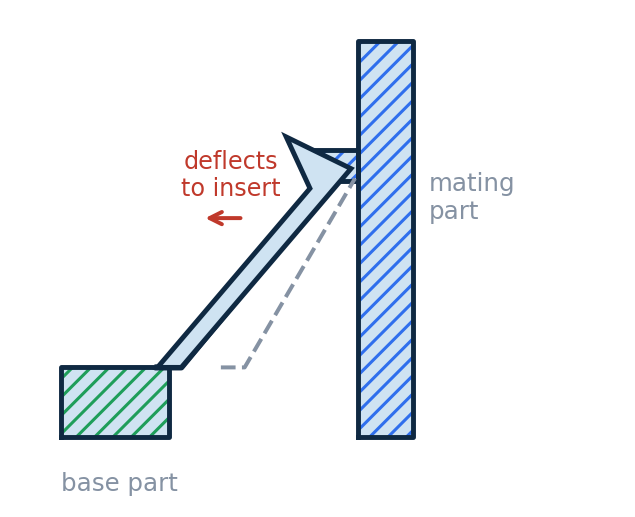 deflects
to insert
mating
part
base part